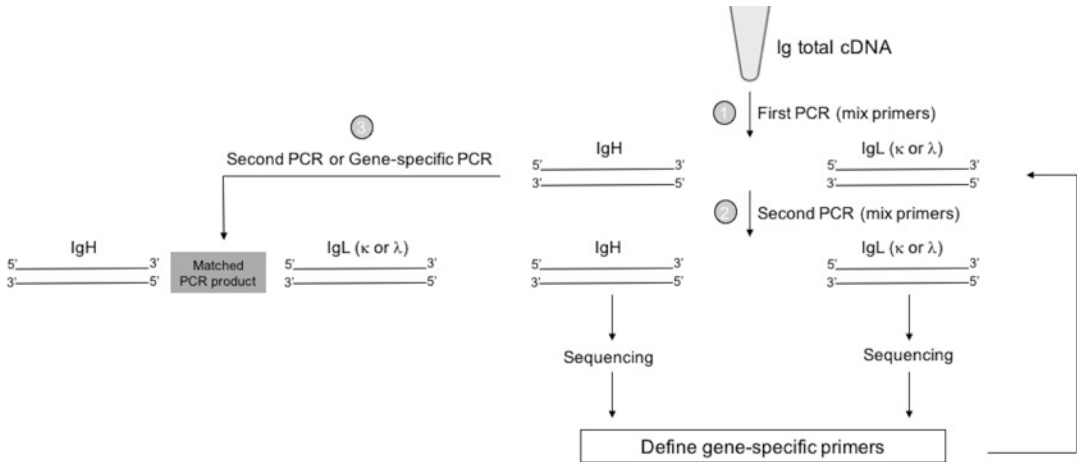 Ig total cDNA
1
First PCR (mix primers)
3
Second PCR or Gene-specific PCR
IgH
5' 3'
3' 5'
IgL (κ or λ)
5' 3'
3' 5'
2
Second PCR (mix primers)
IgH
5' 3'
3' 5'
Matched
PCR product
IgL (κ or λ)
5' 3'
3' 5'
IgH
5' 3'
3' 5'
IgL (κ or λ)
5' 3'
3' 5'
Sequencing
Sequencing
Define gene-specific primers